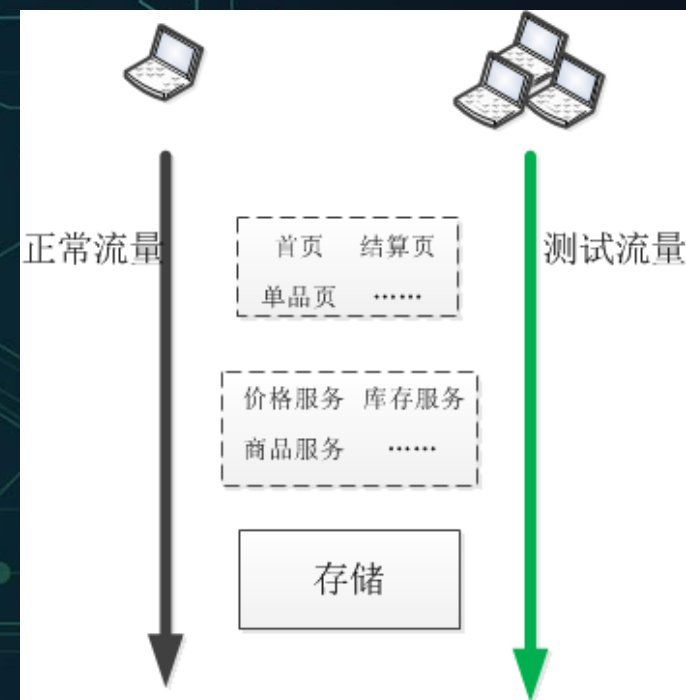 正常流量
测试流量
首页 结算页
单品页 ……
价格服务 库存服务
商品服务 ……
存储